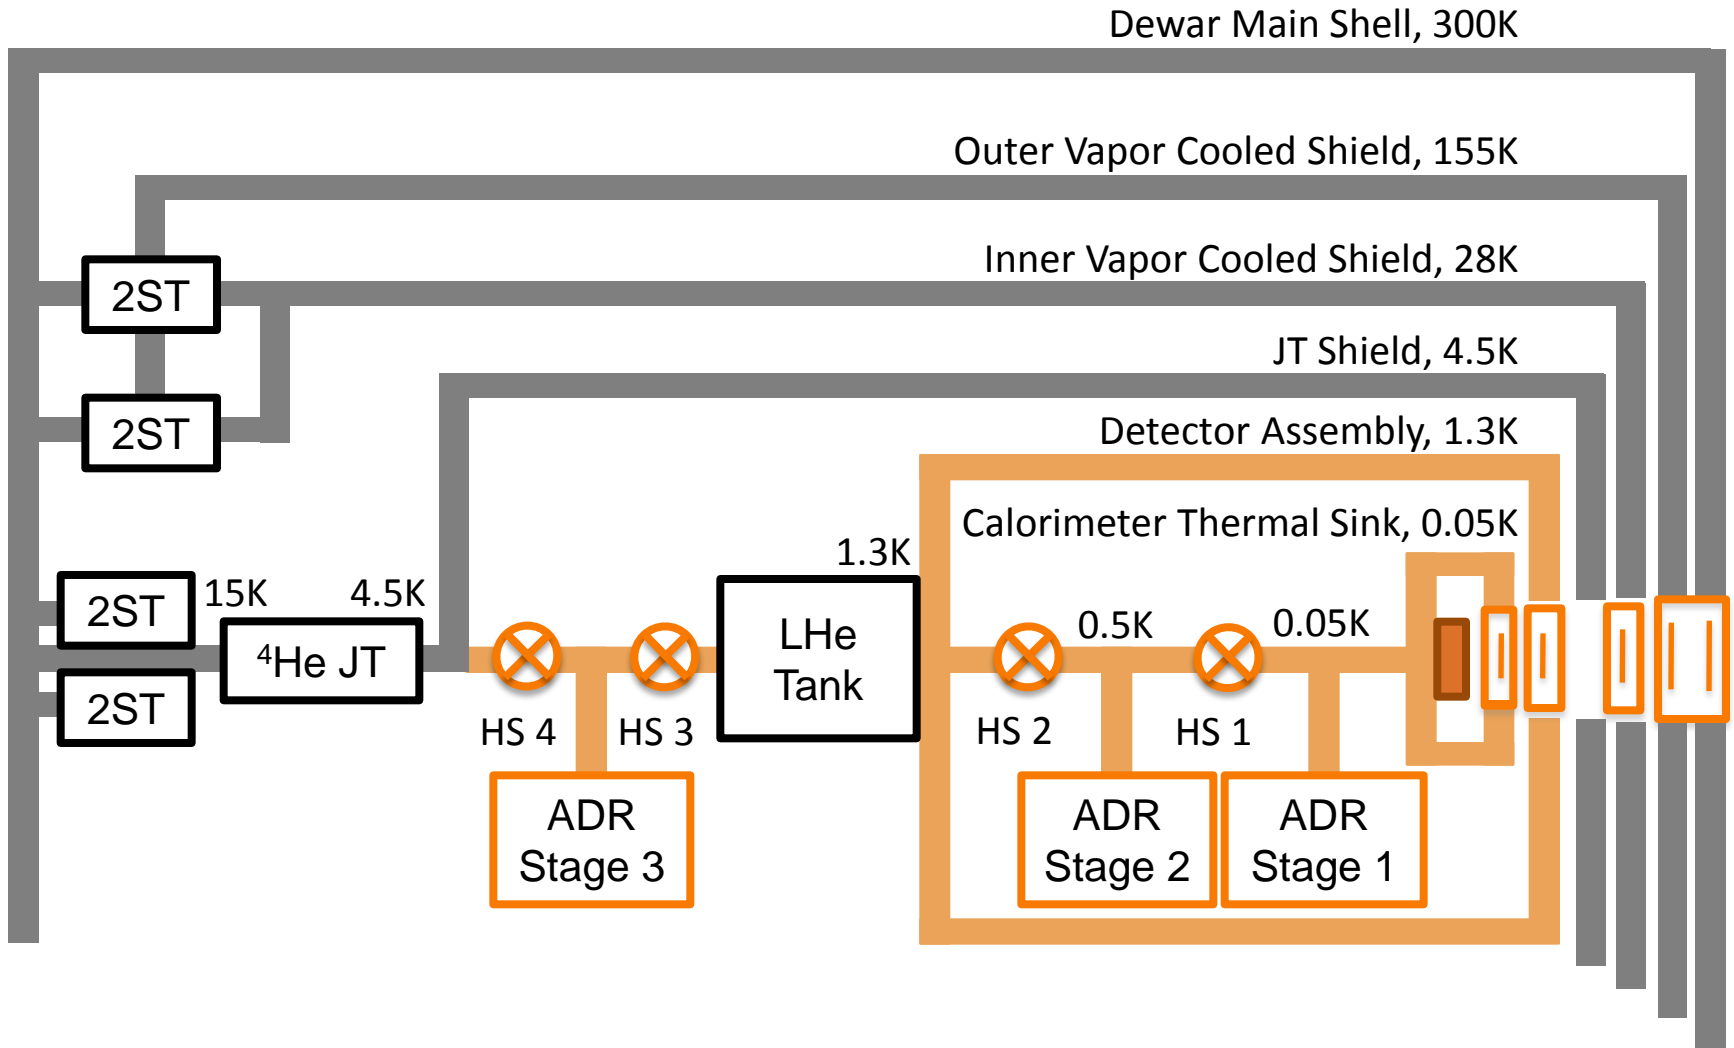 Dewar Main Shell, 300K
Outer Vapor Cooled Shield, 155K
Inner Vapor Cooled Shield, 28K
2ST
JT Shield, 4.5K
2ST
Detector Assembly, 1.3K
Calorimeter Thermal Sink, 0.05K
1.3K
2ST
15K
4.5K
⁴He JT
2ST
LHe
Tank
0.5K
0.05K
HS 4
HS 3
HS 2
HS 1
ADR
Stage 3
ADR
Stage 2
ADR
Stage 1